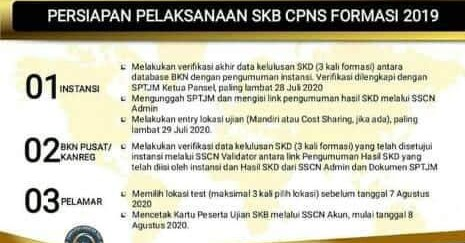 PERSIAPAN PELAKSANAAN SKB CPNS FORMASI 2019
01 INSTANSI
Melakukan verifikasi akhir data kelulusan SKD (3 kali formasi) antara
database BKN dengan pengumuman instansi. Verifikasi dilengkapi dengan
SPTJM Ketua Pansel, paling lambat 28 Juli 2020
Mengunggah SPTJM dan mengisi link pengumuman hasil SKD melalui SSCN
Admin
Melakukan entry lokasi ujian (Mandiri atau Cost Sharing, jika ada), paling
lambat 29 Juli 2020.
02 BKN PUSAT/
KANREG
Melakukan verifikasi data kelulusan SKD (3 kali formasi) yang telah disetujui
instansi melalui SSCN Validator antara link Pengumuman Hasil SKD yang
telah diisi oleh instansi dan Hasil SKD dari SSCN Admin dan Dokumen SPTJM
03 PELAMAR
Memilih lokasi test (maksimal 3 kali pilih lokasi) sebelum tanggal 7 Agustus
2020
Mencetak Kartu Peserta Ujian SKB melalui SSCN Akun, mulai tanggal 8
Agustus 2020.